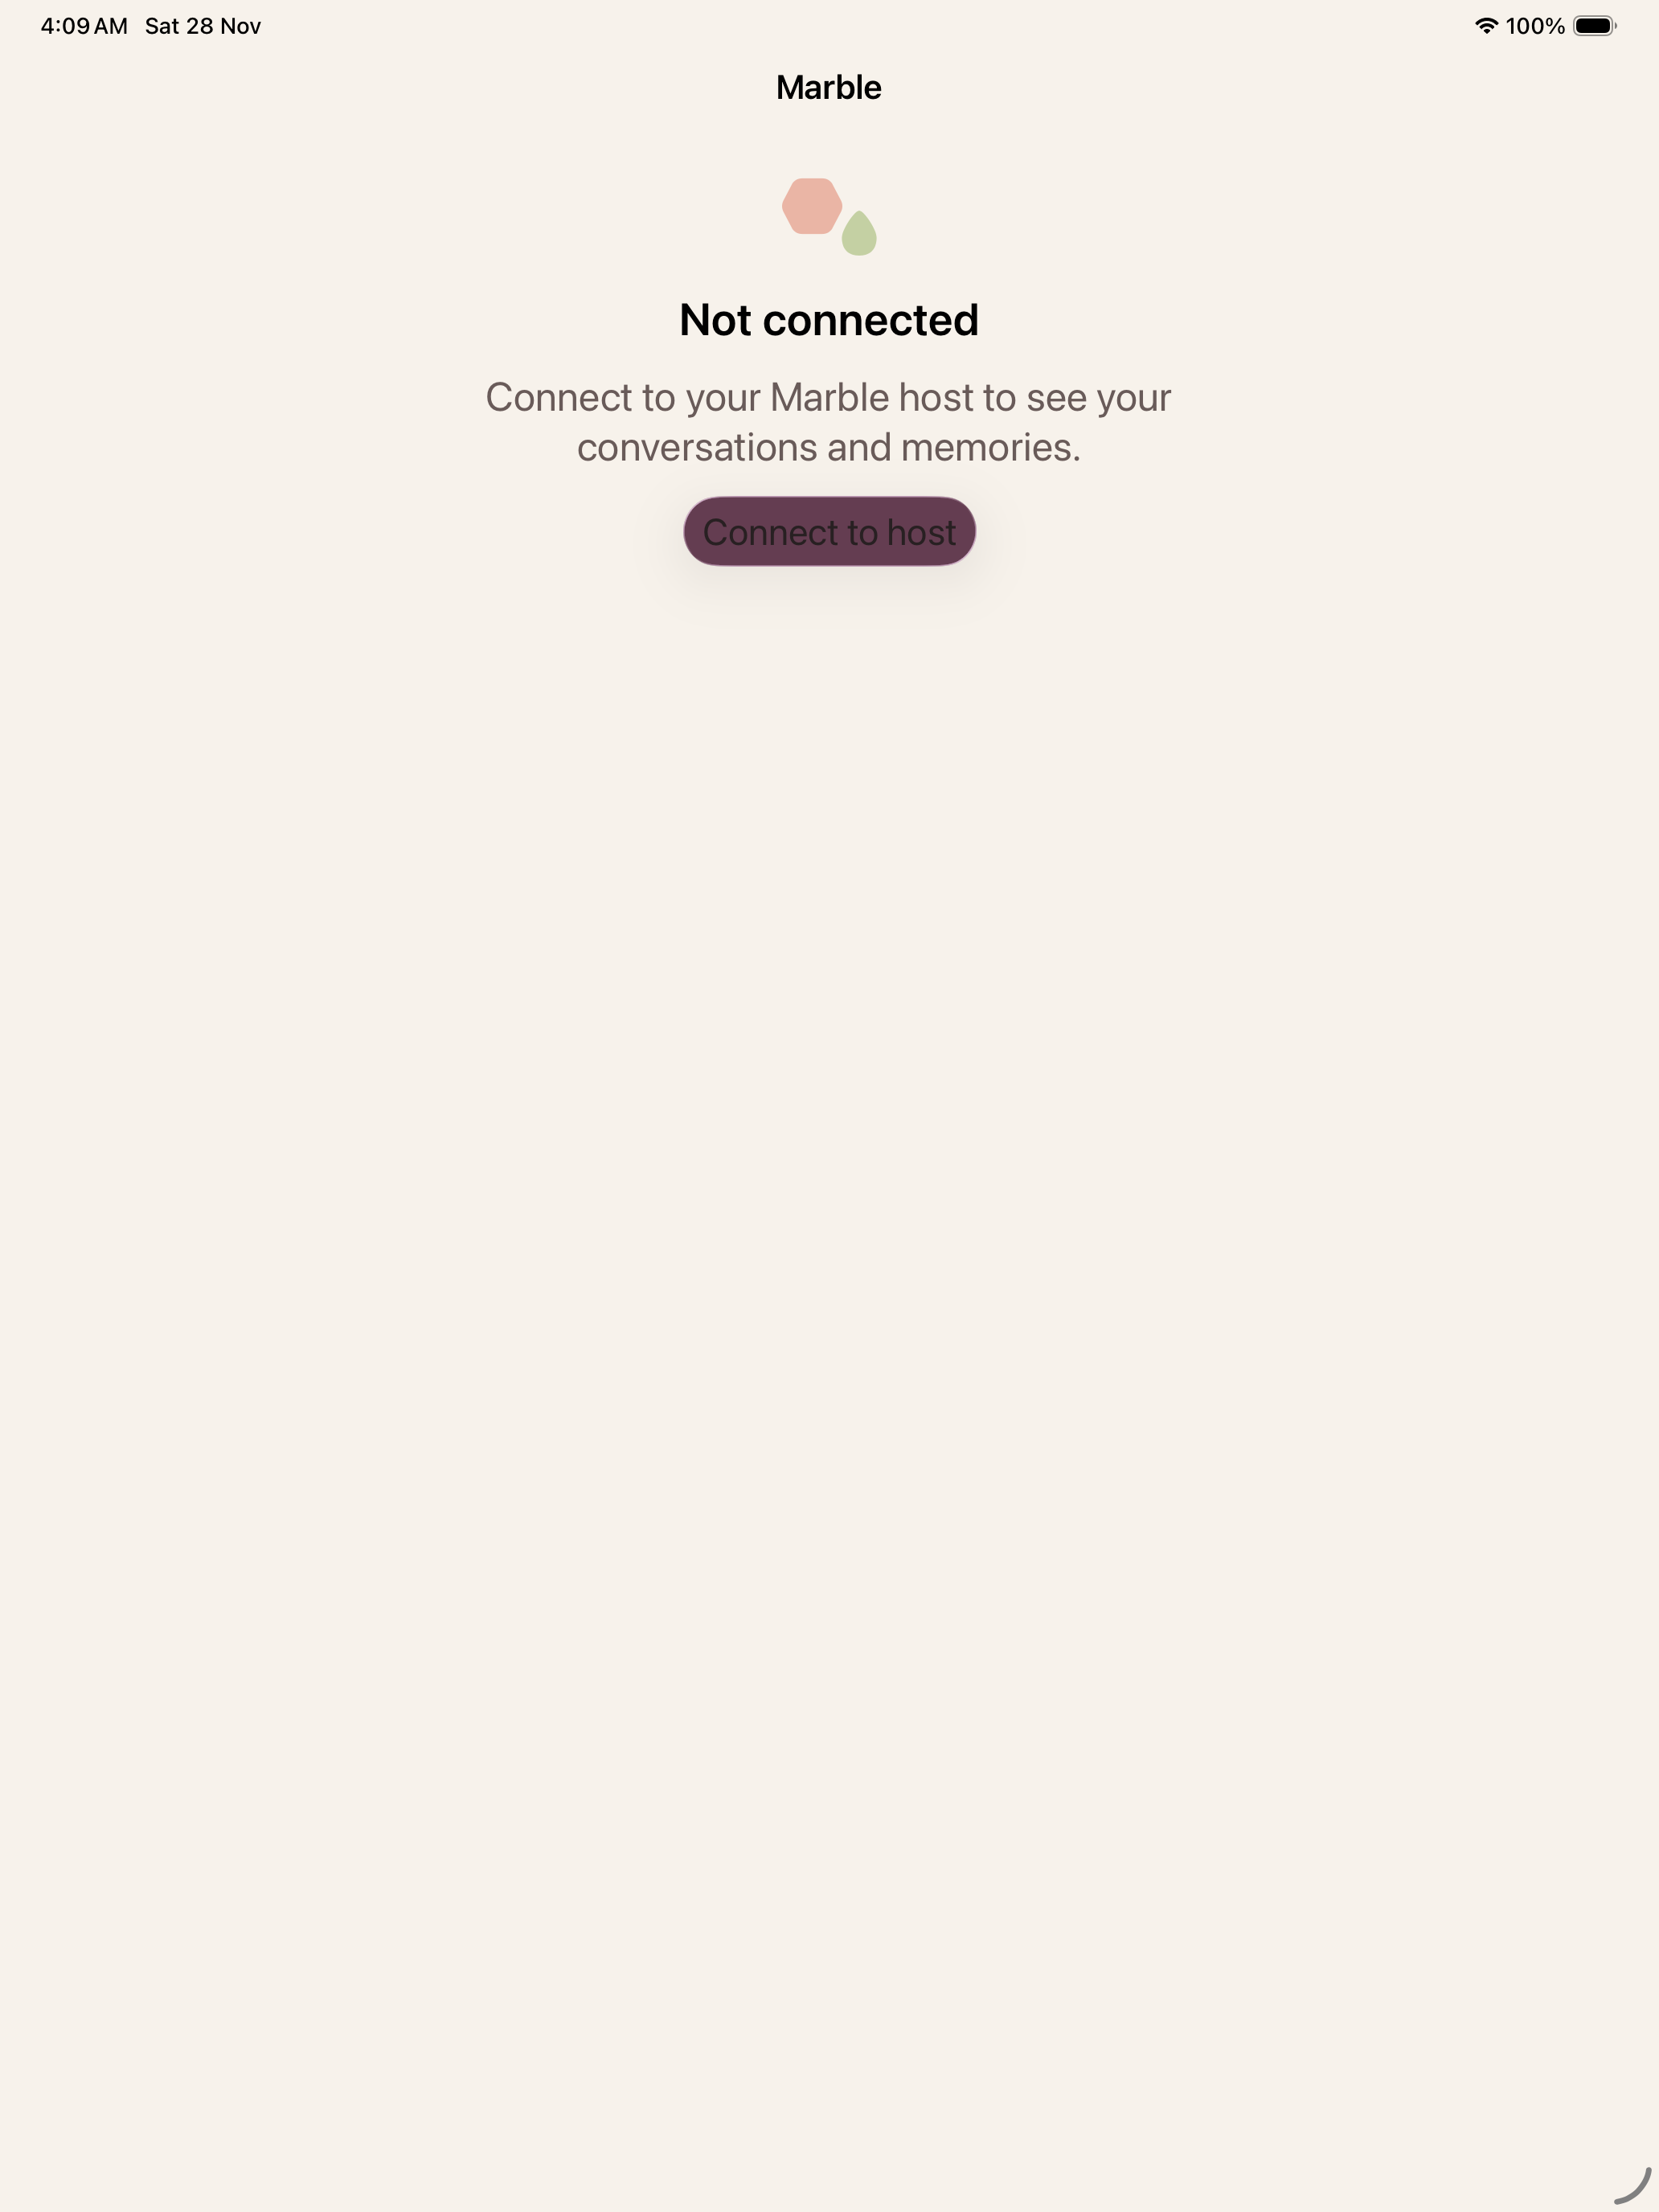 4:09 AM Sat 28 Nov
100%
Marble
Not connected
Connect to your Marble host to see your
conversations and memories.
Connect to host